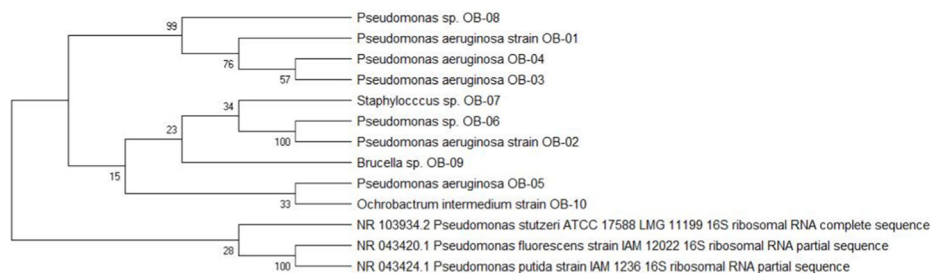 Pseudomonas sp. OB-08
99
Pseudomonas aeruginosa strain OB-01
76
Pseudomonas aeruginosa OB-04
57
Pseudomonas aeruginosa OB-03
Staphylocccus sp. OB-07
34
Pseudomonas sp. OB-06
23
100
Pseudomonas aeruginosa strain OB-02
Brucella sp. OB-09
15
Pseudomonas aeruginosa OB-05
33
Ochrobactrum intermedium strain OB-10
NR 103934.2 Pseudomonas stutzeri ATCC 17588 LMG 11199 16S ribosomal RNA complete sequence
28
NR 043420.1 Pseudomonas fluorescens strain IAM 12022 16S ribosomal RNA partial sequence
100
NR 043424.1 Pseudomonas putida strain IAM 1236 16S ribosomal RNA partial sequence